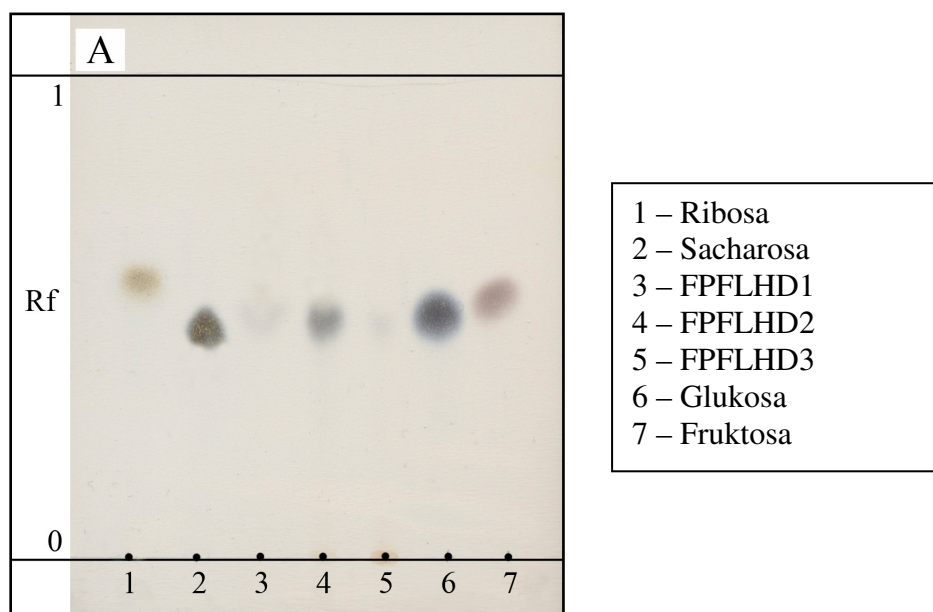 A
1
Rf
0
1 2 3 4 5 6 7
1 – Ribosa
2 – Sacharosa
3 – FPFLHD1
4 – FPFLHD2
5 – FPFLHD3
6 – Glukosa
7 – Fruktosa